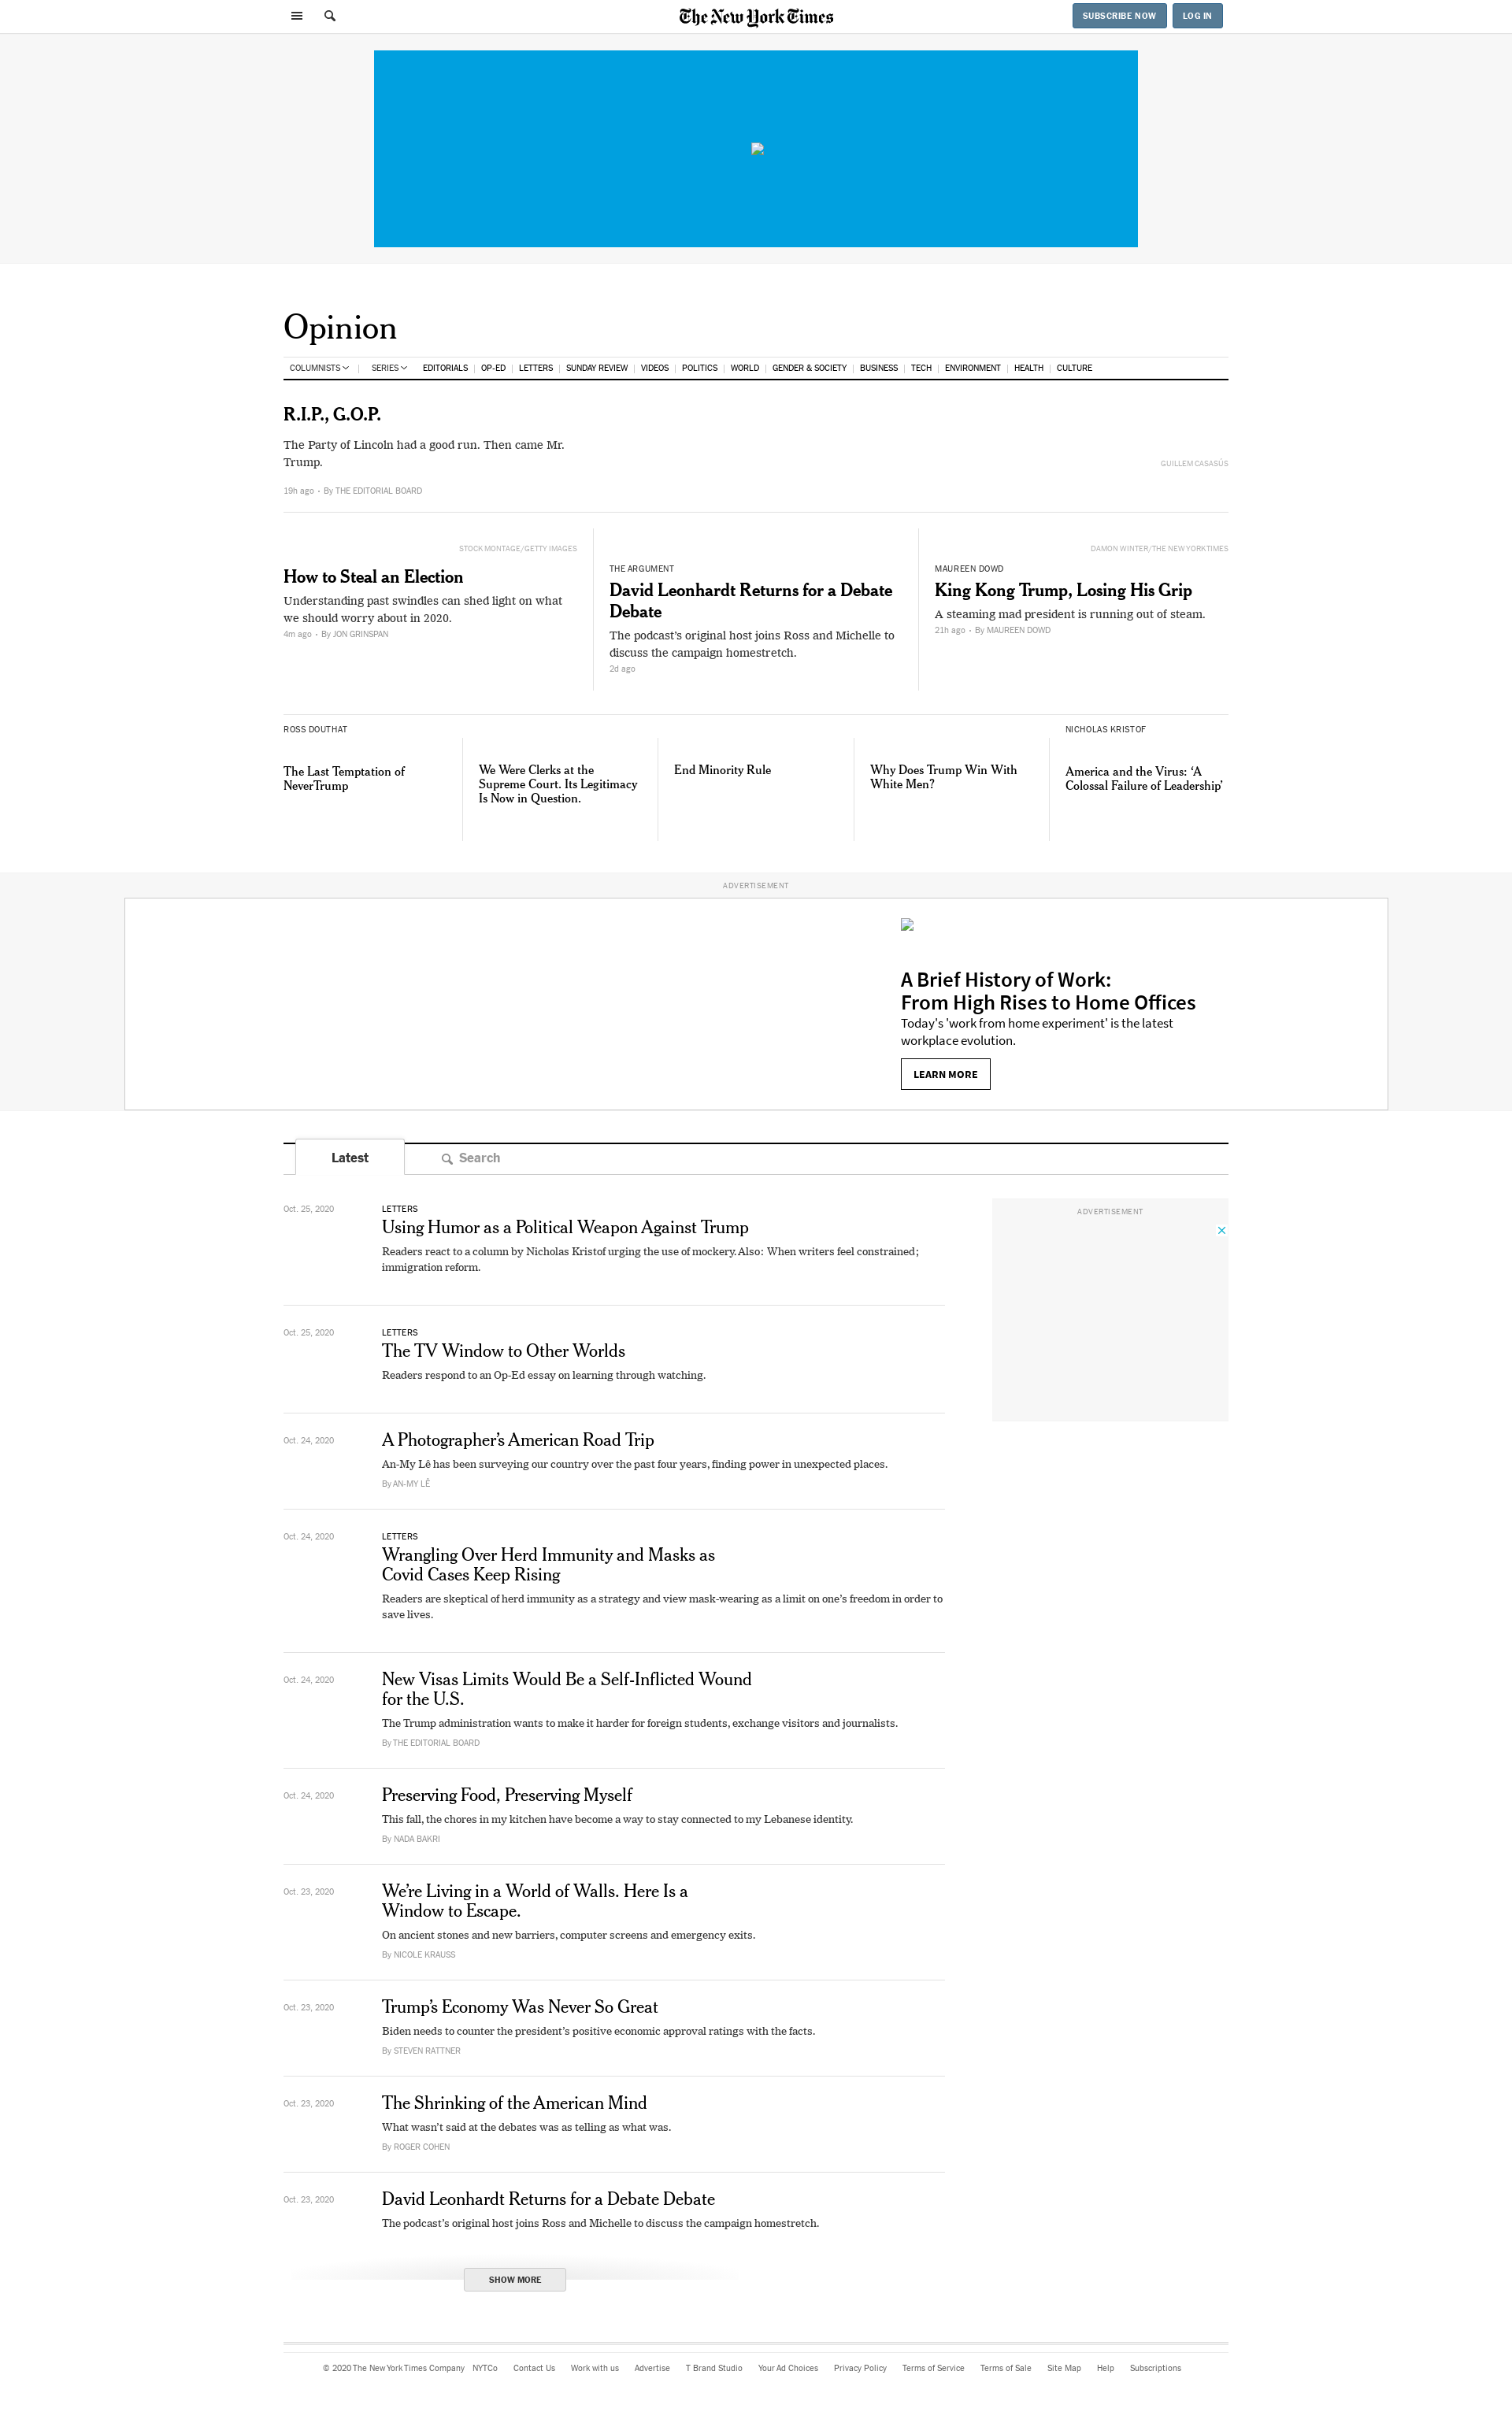 The New York Times
SUBSCRIBE NOW
LOG IN
Opinion
COLUMNISTS
SERIES
EDITORIALS
OP-ED
LETTERS
SUNDAY REVIEW
VIDEOS
POLITICS
WORLD
GENDER & SOCIETY
BUSINESS
TECH
ENVIRONMENT
HEALTH
CULTURE
R.I.P., G.O.P.
The Party of Lincoln had a good run. Then came Mr.
Trump.
GUILLEM CASASÚS
19h ago • By THE EDITORIAL BOARD
STOCK MONTAGE/GETTY IMAGES
How to Steal an Election
Understanding past swindles can shed light on what
we should worry about in 2020.
4m ago • By JON GRINSPAN
THE ARGUMENT
David Leonhardt Returns for a Debate
Debate
The podcast’s original host joins Ross and Michelle to
discuss the campaign homestretch.
2d ago
DAMON WINTER/THE NEW YORK TIMES
MAUREEN DOWD
King Kong Trump, Losing His Grip
A steaming mad president is running out of steam.
21h ago • By MAUREEN DOWD
ROSS DOUTHAT
The Last Temptation of
NeverTrump
We Were Clerks at the
Supreme Court. Its Legitimacy
Is Now in Question.
End Minority Rule
Why Does Trump Win With
White Men?
NICHOLAS KRISTOF
America and the Virus: ‘A
Colossal Failure of Leadership’
ADVERTISEMENT
A Brief History of Work:
From High Rises to Home Offices
Today's 'work from home experiment' is the latest
workplace evolution.
LEARN MORE
Latest
Search
ADVERTISEMENT
Oct. 25, 2020
LETTERS
Using Humor as a Political Weapon Against Trump
Readers react to a column by Nicholas Kristof urging the use of mockery. Also: When writers feel constrained;
immigration reform.
Oct. 25, 2020
LETTERS
The TV Window to Other Worlds
Readers respond to an Op-Ed essay on learning through watching.
Oct. 24, 2020
A Photographer’s American Road Trip
An-My Lê has been surveying our country over the past four years, finding power in unexpected places.
By AN-MY LÊ
Oct. 24, 2020
LETTERS
Wrangling Over Herd Immunity and Masks as
Covid Cases Keep Rising
Readers are skeptical of herd immunity as a strategy and view mask-wearing as a limit on one’s freedom in order to
save lives.
Oct. 24, 2020
New Visas Limits Would Be a Self-Inflicted Wound
for the U.S.
The Trump administration wants to make it harder for foreign students, exchange visitors and journalists.
By THE EDITORIAL BOARD
Oct. 24, 2020
Preserving Food, Preserving Myself
This fall, the chores in my kitchen have become a way to stay connected to my Lebanese identity.
By NADA BAKRI
Oct. 23, 2020
We’re Living in a World of Walls. Here Is a
Window to Escape.
On ancient stones and new barriers, computer screens and emergency exits.
By NICOLE KRAUSS
Oct. 23, 2020
Trump’s Economy Was Never So Great
Biden needs to counter the president’s positive economic approval ratings with the facts.
By STEVEN RATTNER
Oct. 23, 2020
The Shrinking of the American Mind
What wasn’t said at the debates was as telling as what was.
By ROGER COHEN
Oct. 23, 2020
David Leonhardt Returns for a Debate Debate
The podcast’s original host joins Ross and Michelle to discuss the campaign homestretch.
SHOW MORE
© 2020 The New York Times Company
NYTCo
Contact Us
Work with us
Advertise
T Brand Studio
Your Ad Choices
Privacy Policy
Terms of Service
Terms of Sale
Site Map
Help
Subscriptions